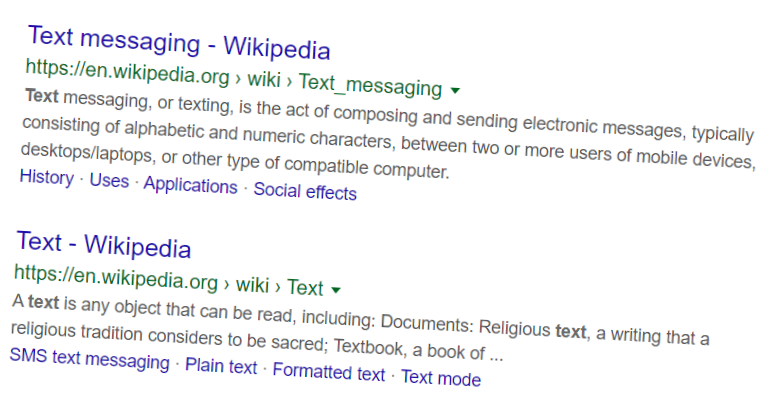 Text messaging - Wikipedia
https://en.wikipedia.org › wiki › Text_messaging
Text messaging, or texting, is the act of composing and sending electronic messages, typically
consisting of alphabetic and numeric characters, between two or more users of mobile devices,
desktops/laptops, or other type of compatible computer.
History · Uses · Applications · Social effects
Text - Wikipedia
https://en.wikipedia.org › wiki › Text
A text is any object that can be read, including: Documents: Religious text, a writing that a
religious tradition considers to be sacred; Textbook, a book of ...
SMS text messaging · Plain text · Formatted text · Text mode